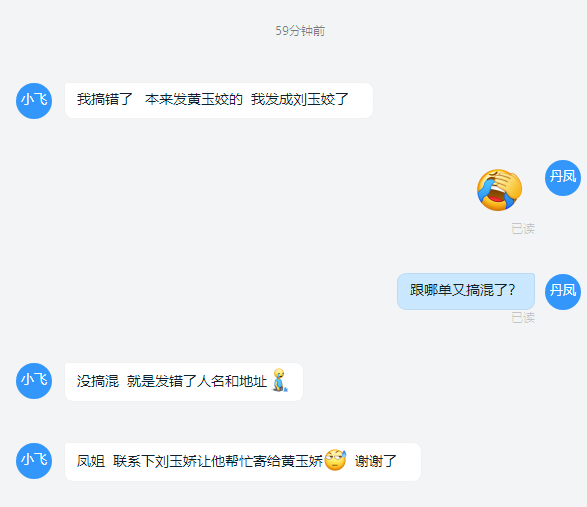 59分钟前
小飞
我搞错了 本来发黄玉姣的 我发成刘玉姣了
丹凤
已读
跟哪单又搞混了?
丹凤
已读
小飞
没搞混 就是发错了人名和地址
小飞
凤姐 联系下刘玉娇让他帮忙寄给黄玉娇 谢谢了